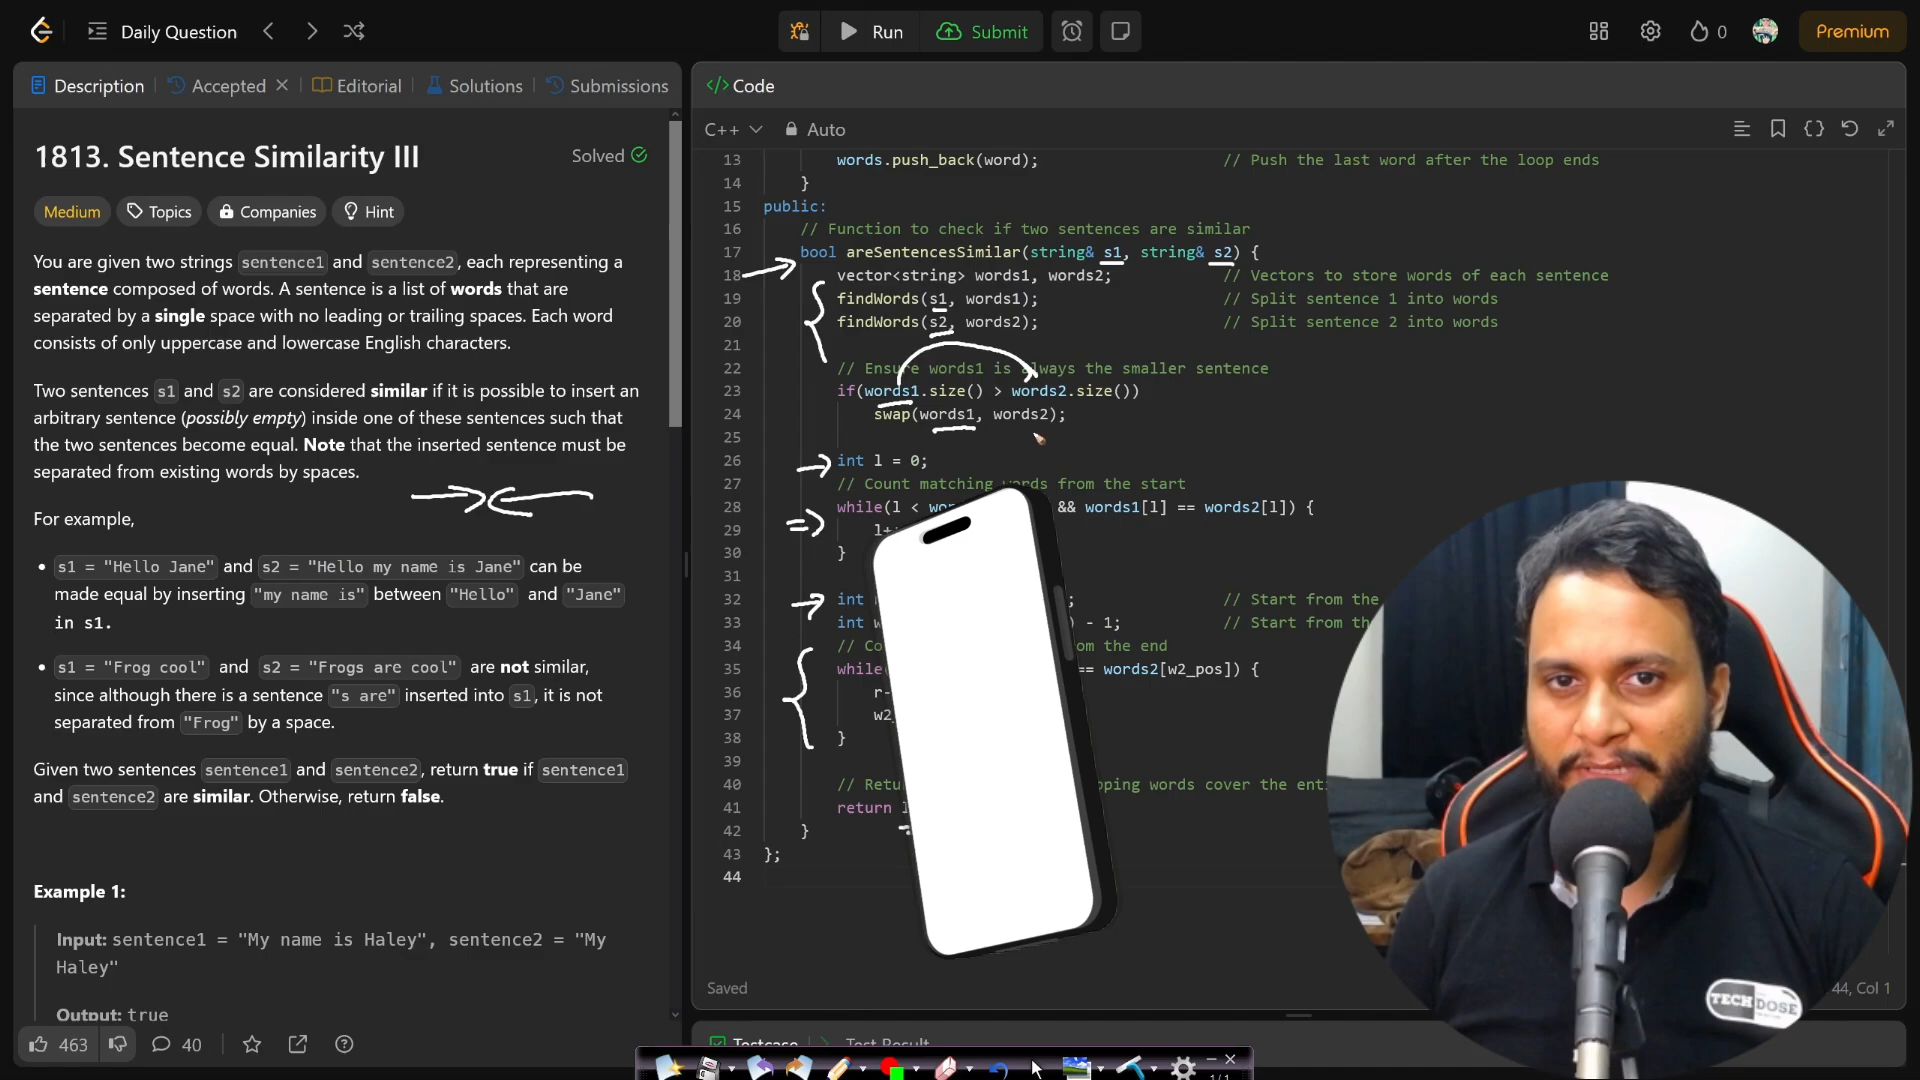 Daily Question
Run
Submit
0
Premium
Description
Accepted
Editorial
Solutions
Submissions
1813. Sentence Similarity III
Solved
Medium
Topics
Companies
Hint
You are given two strings sentence1 and sentence2, each representing a
sentence composed of words. A sentence is a list of words that are
separated by a single space with no leading or trailing spaces. Each word
consists of only uppercase and lowercase English characters.
Two sentences s1 and s2 are considered similar if it is possible to insert an
arbitrary sentence (possibly empty) inside one of these sentences such that
the two sentences become equal. Note that the inserted sentence must be
separated from existing words by spaces.
For example,
• s1 = "Hello Jane" and s2 = "Hello my name is Jane" can be
made equal by inserting "my name is" between "Hello" and "Jane"
in s1.
• s1 = "Frog cool" and s2 = "Frogs are cool" are not similar,
since although there is a sentence "s are" inserted into s1, it is not
separated from "Frog" by a space.
Given two sentences sentence1 and sentence2, return true if sentence1
and sentence2 are similar. Otherwise, return false.
Example 1:
Input: sentence1 = "My name is Haley", sentence2 = "My
Haley"
Output: true
463
40
</> Code
C++
Auto
13 words.push_back(word); // Push the last word after the loop ends
14 }
15 public:
16 // Function to check if two sentences are similar
17 bool areSentencesSimilar(string& s1, string& s2) {
18 vector<string> words1, words2; // Vectors to store words of each sentence
19 findWords(s1, words1); // Split sentence 1 into words
20 findWords(s2, words2); // Split sentence 2 into words
21
22 // Ensure words1 is always the smaller sentence
23 if(words1.size() > words2.size())
24 swap(words1, words2);
25
26 int l = 0;
27 // Count matching words from the start
28 while(l < && words1[l] == words2[l]) {
29
30 }
31
32 int ; // Start from the
33 int ) - 1; // Start from
34 // om the end
35 while == words2[w2_pos]) {
36 r-
37 w2
38 }
39
40 // words cover the
41 return
42 }
43 };
44
Saved
44, Col 1
Testcase
Test Result
1/1
TECH DOSE